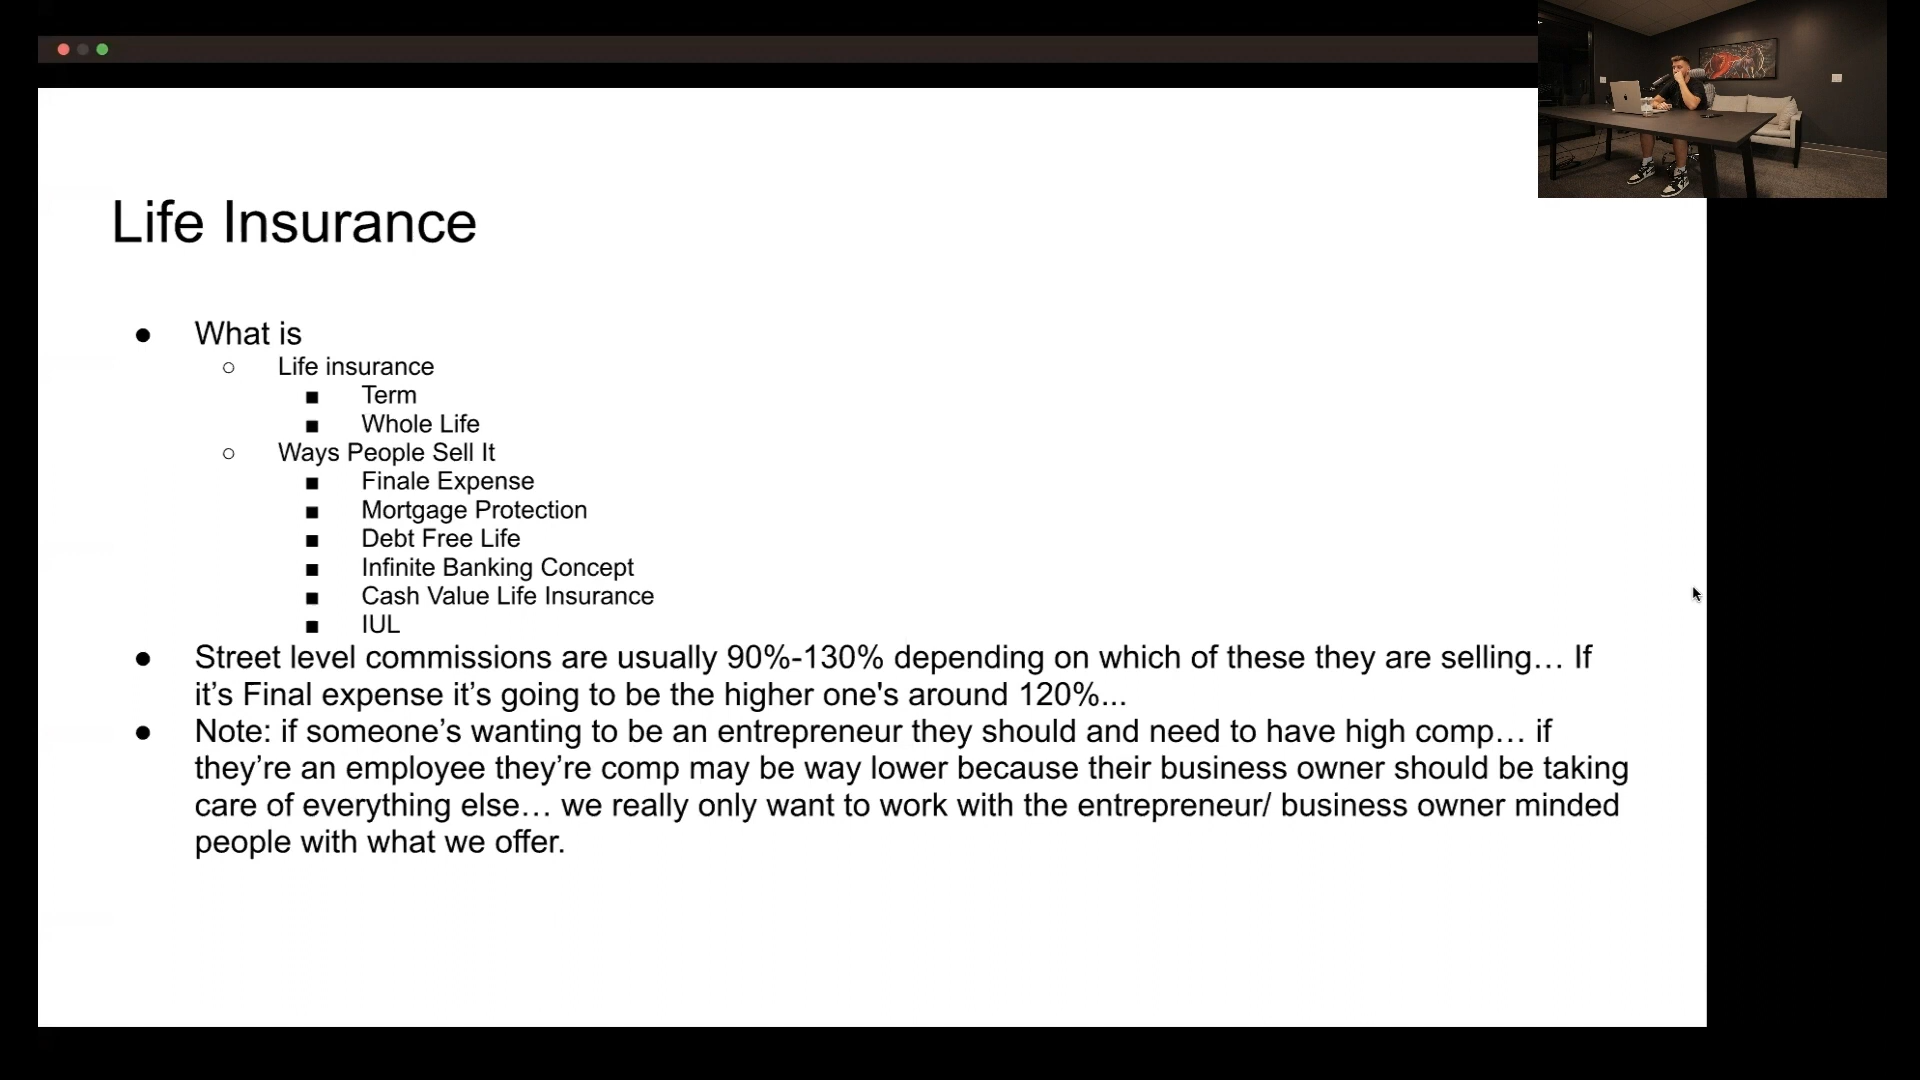 Life Insurance
● What is
○ Life insurance
■ Term
■ Whole Life
○ Ways People Sell It
■ Finale Expense
■ Mortgage Protection
■ Debt Free Life
■ Infinite Banking Concept
■ Cash Value Life Insurance
■ IUL
● Street level commissions are usually 90%-130% depending on which of these they are selling… If
it’s Final expense it’s going to be the higher one's around 120%...
● Note: if someone’s wanting to be an entrepreneur they should and need to have high comp… if
they’re an employee they’re comp may be way lower because their business owner should be taking
care of everything else… we really only want to work with the entrepreneur/ business owner minded
people with what we offer.